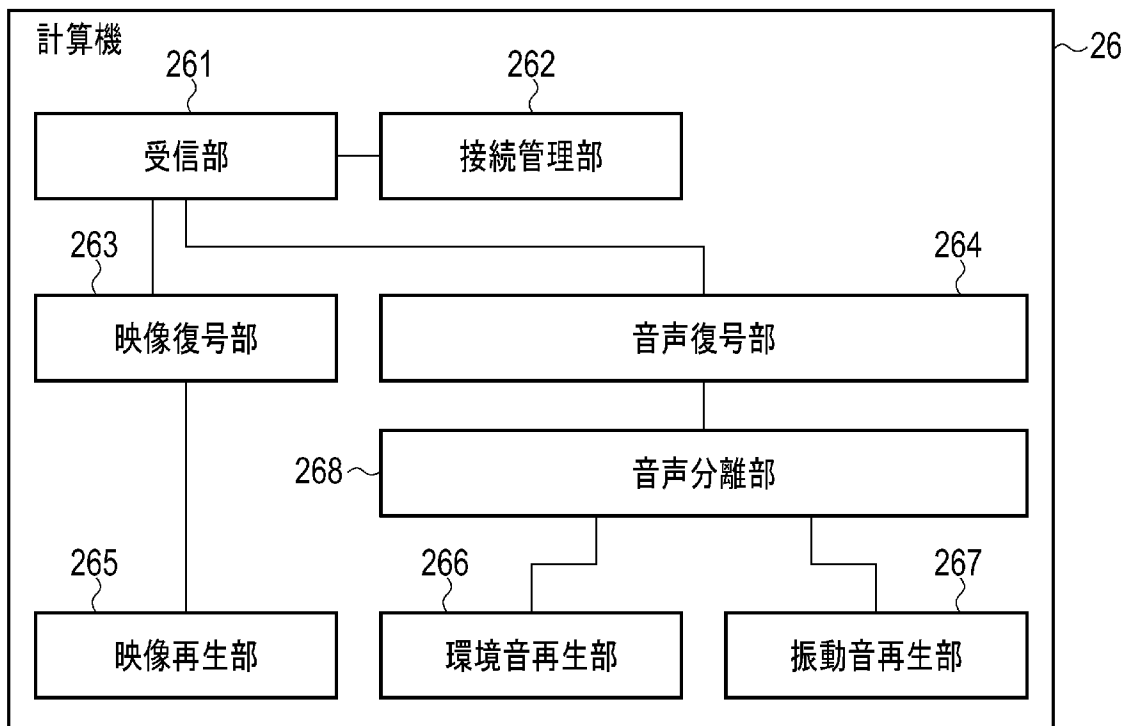 計算機
26
261
262
受信部
接続管理部
263
264
映像復号部
音声復号部
268
音声分離部
265
266
267
映像再生部
環境音再生部
振動音再生部